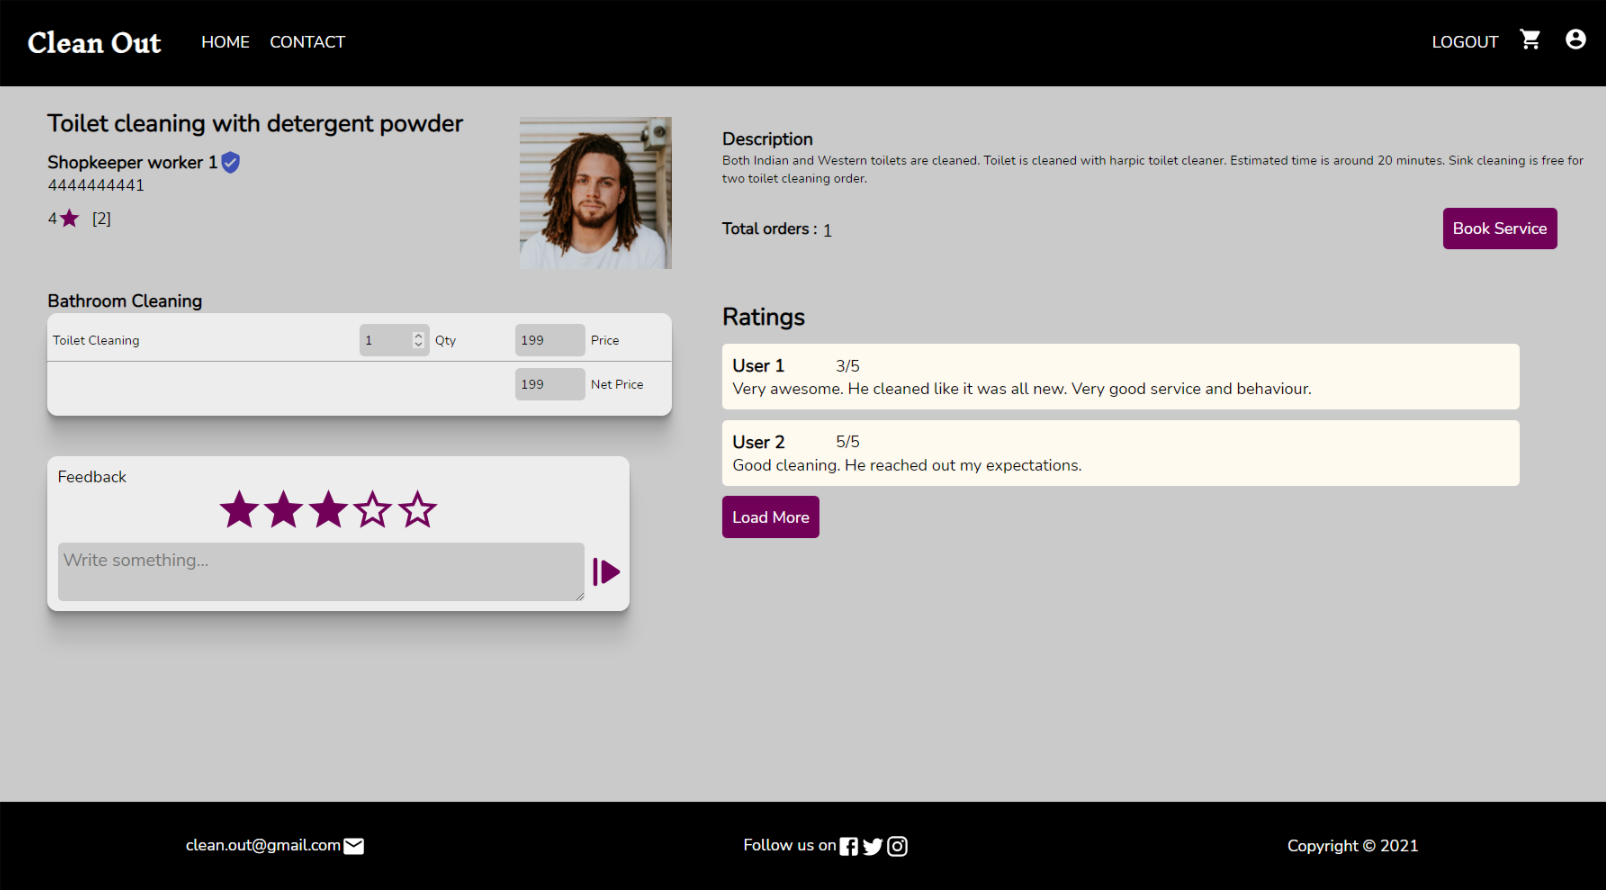 Clean Out
HOME
CONTACT
LOGOUT
Toilet cleaning with detergent powder
Shopkeeper worker 1
4444444441
4 [2]
Bathroom Cleaning
Toilet Cleaning 1 Qty 199 Price
199 Net Price
Feedback
Write something...
Description
Both Indian and Western toilets are cleaned. Toilet is cleaned with harpic toilet cleaner. Estimated time is around 20 minutes. Sink cleaning is free for
two toilet cleaning order.
Total orders : 1
Book Service
Ratings
User 1 3/5
Very awesome. He cleaned like it was all new. Very good service and behaviour.
User 2 5/5
Good cleaning. He reached out my expectations.
Load More
clean.out@gmail.com
Follow us on
Copyright © 2021